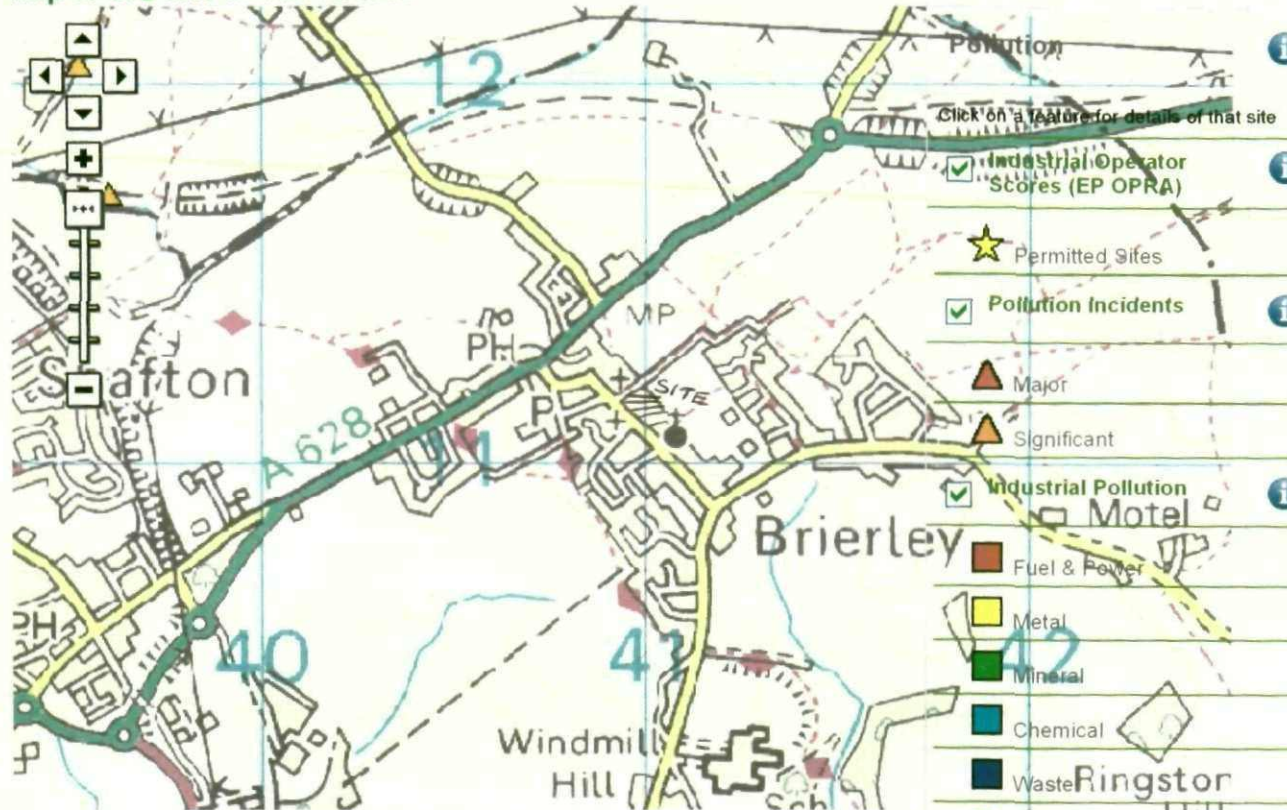 12
Pollution
Click on a feature for details of that site
Industrial Operator
Scores (EP OPRA)
Permitted Sites
Pollution Incidents
MP
PH
SITE
Major
A 628
P
11
Significant
Industrial Pollution
Motel
Brierley
Fuel & Power
PH
Metal
40
41
42
Mineral
Chemical
Windmill
Hill
Waste
Sch